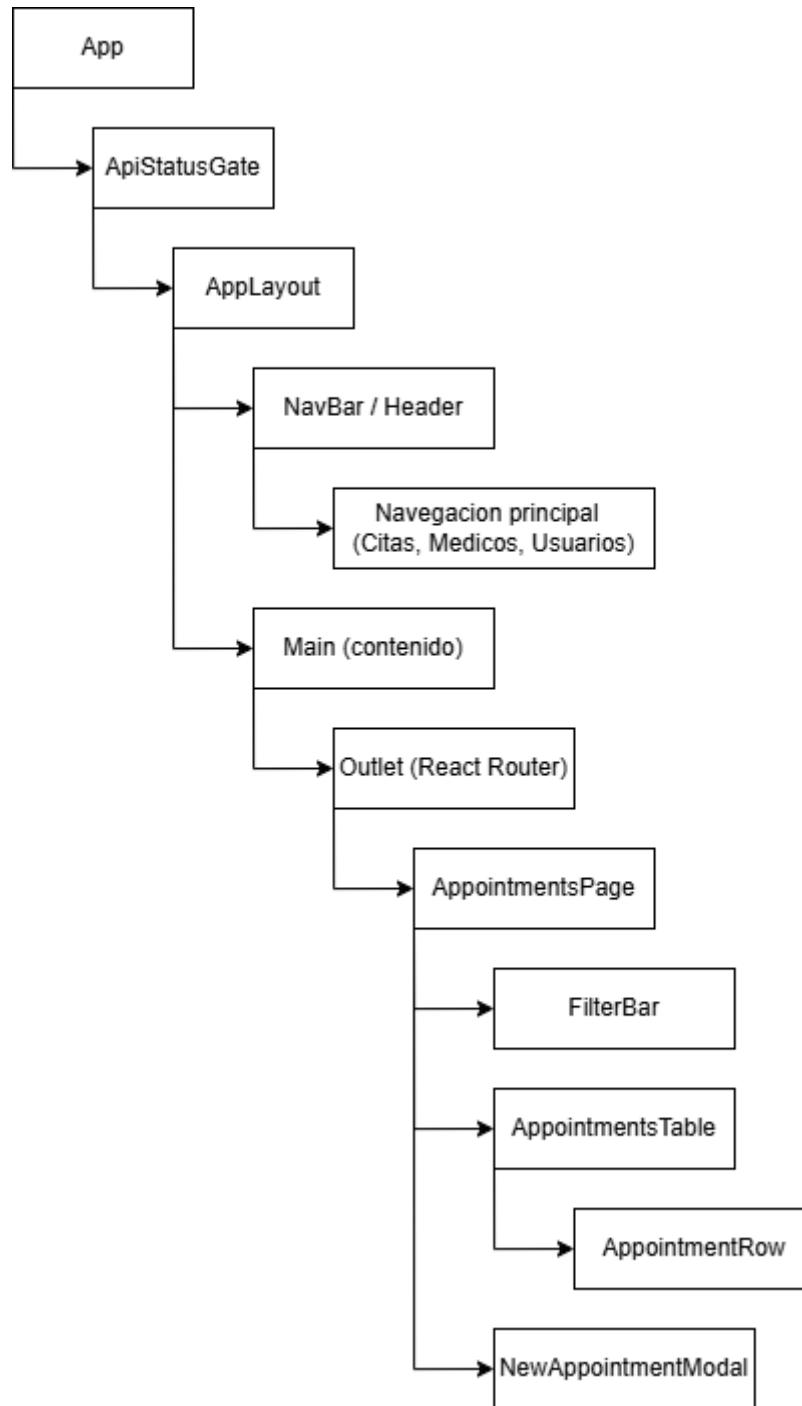 App
ApiStatusGate
AppLayout
NavBar / Header
Navegacion principal
(Citas, Medicos, Usuarios)
Main (contenido)
Outlet (React Router)
AppointmentsPage
FilterBar
AppointmentsTable
AppointmentRow
NewAppointmentModal